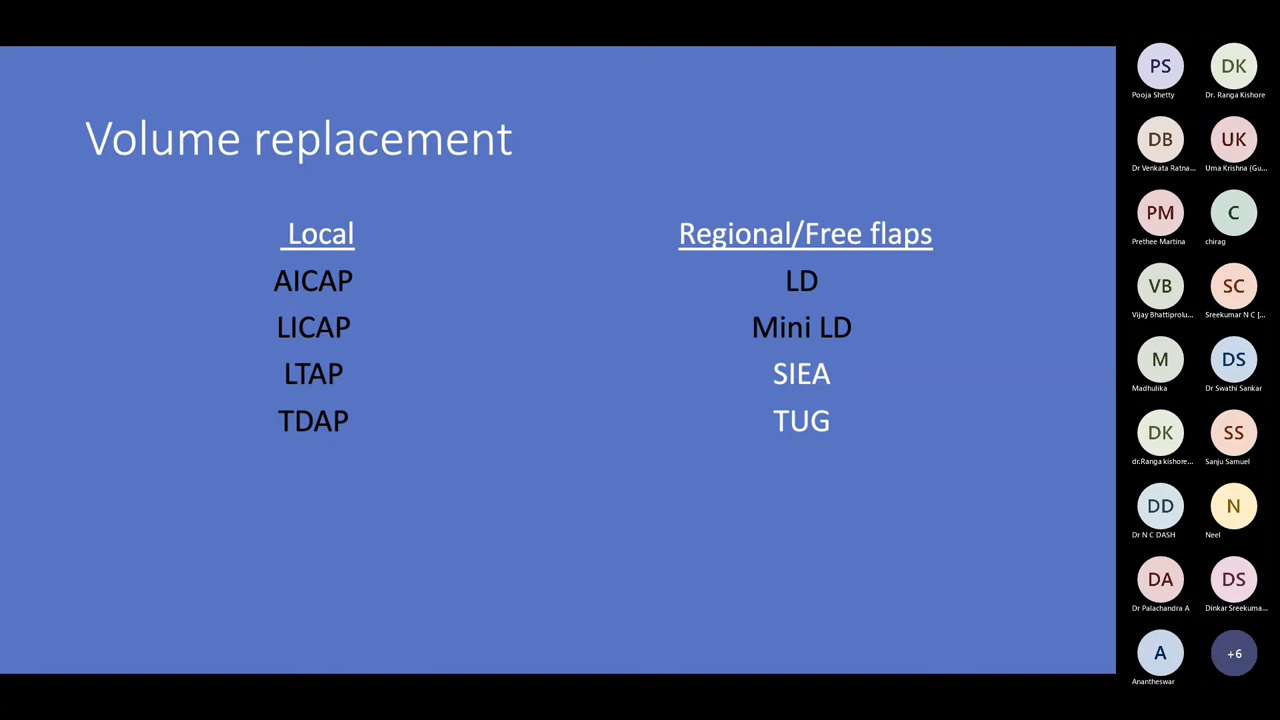 Volume replacement
Local
AICAP
LICAP
LTAP
TDAP
Regional/Free flaps
LD
Mini LD
SIEA
TUG
PS
Pooja Shetty
DK
Dr. Ranga Kishore
DB
Dr Venkata Ratna...
UK
Uma Krishna (Gu...
PM
Prethee Martina
C
chirag
VB
Vijay Bhattiprolu...
SC
Sreekumar N C [...
M
Madhulika
DS
Dr Swathi Sankar
DK
dr.Ranga kishore...
SS
Sanju Samuel
DD
Dr N C DASH
N
Neel
DA
Dr Palachandra A
DS
Dinkar Sreekuma...
A
Anantheswar
+6